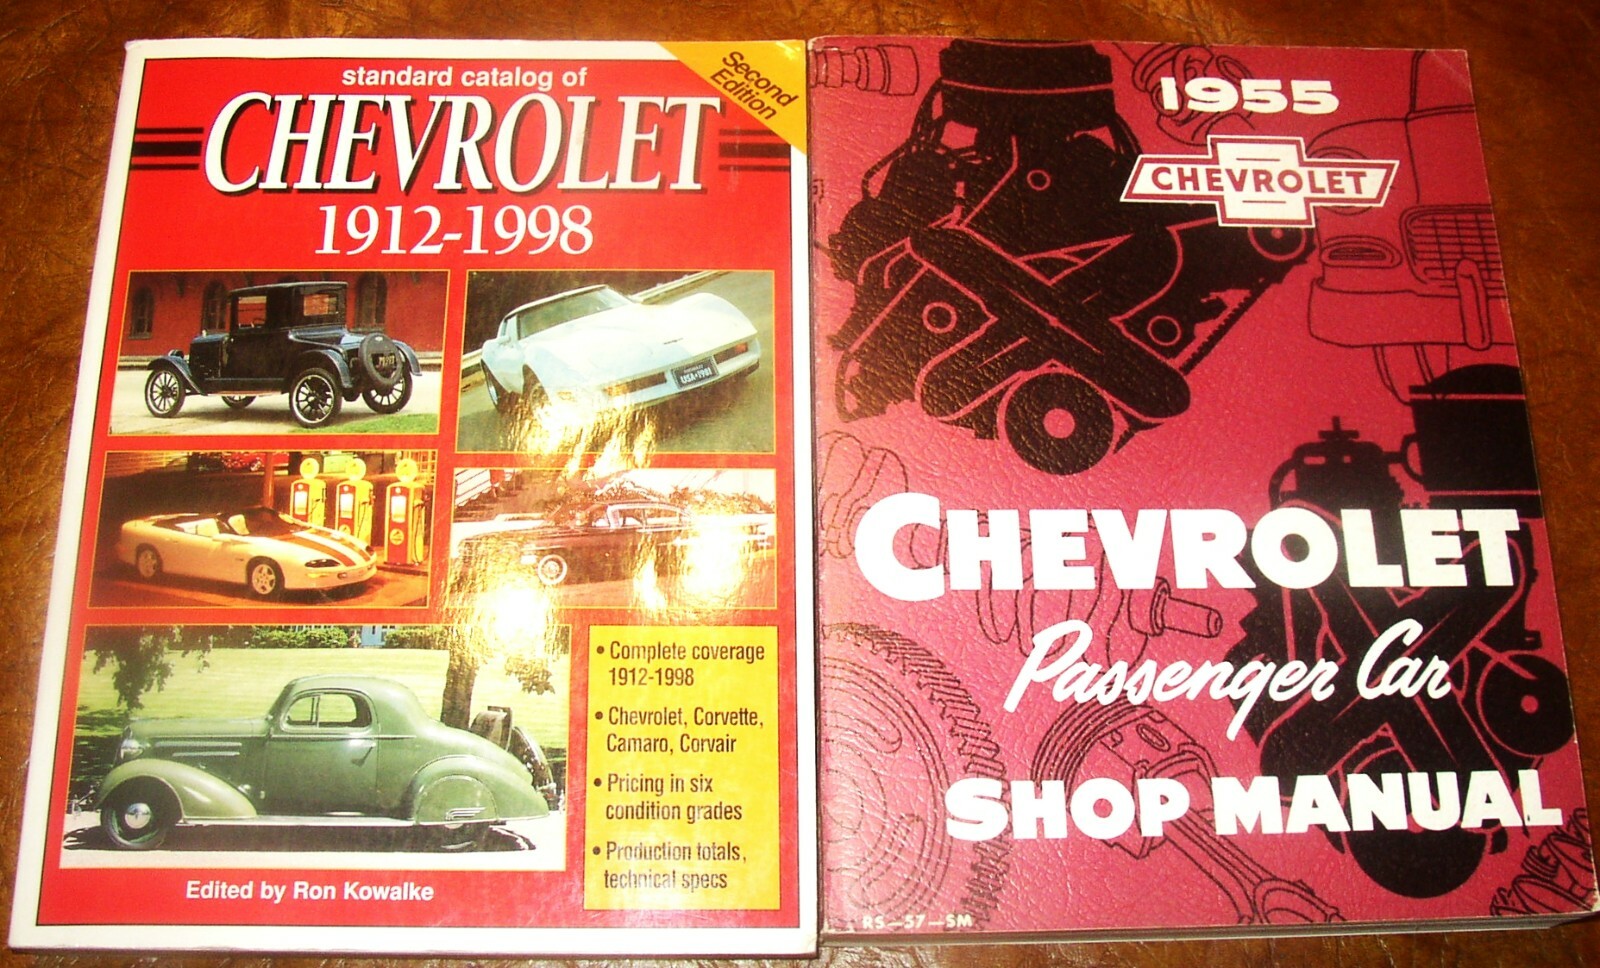 standard catalog of
CHEVROLET
1912-1998
Second
Edition
USA•1981
• Complete coverage
1912-1998
• Chevrolet, Corvette,
Camaro, Corvair
• Pricing in six
condition grades
• Production totals,
technical specs
Edited by Ron Kowalke
1955
CHEVROLET
CHEVROLET
Passenger Car
SHOP MANUAL
RS-57-SM